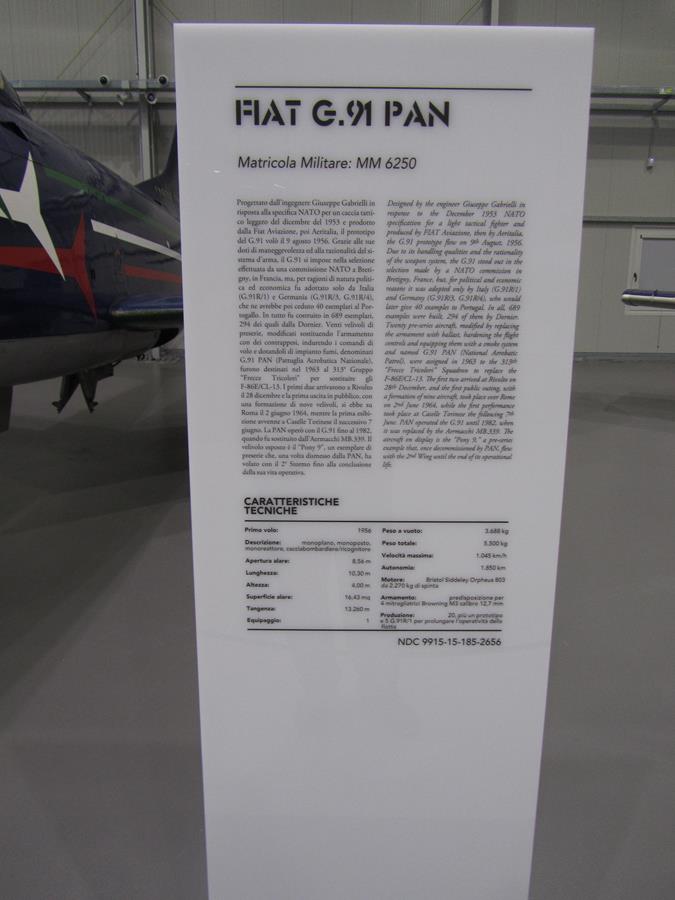 FIAT G.91 PAN
Matricola Militare: MM 6250
Progettato dall'ingegnere Giuseppe Gabrielli in
risposta alla specifica NATO per un caccia tatti-
co leggero del dicembre del 1953 e prodotto
dalla Fiat Aviazione, poi Aeritalia, il prototipo
del G.91 volò il 9 agosto 1956. Grazie alle sue
doti di maneggevolezza ed alla razionalità del si-
stema d'arma, il G.91 si impose nella selezione
effettuata da una commissione NATO a Breti-
gny, in Francia, ma, per ragioni di natura politi-
ca ed economica fu adottato solo da Italia
(G.91R/1) e Germania (G.91R/3, G.91R/4),
che ne avrebbe poi ceduto 40 esemplari al Por-
togallo. In tutto fu costruito in 689 esemplari,
294 dei quali dalla Dornier. Venti velivoli di
preserie, modificati sostituendo l'armamento
con dei contrappesi, indurendo i comandi di
volo e dotandoli di impianto fumi, denominati
G.91 PAN (Pattuglia Acrobatica Nazionale),
furono destinati nel 1963 al 313° Gruppo
"Frecce Tricolori" per sostituire gli
F-86E/CL-13. I primi due arrivarono a Rivolto
il 28 dicembre e la prima uscita in pubblico, con
una formazione di nove velivoli, si ebbe su
Roma il 2 giugno 1964, mentre la prima esibi-
zione avvenne a Caselle Torinese il successivo 7
giugno. La PAN operò con il G.91 fino al 1982,
quando fu sostituito dall'Aermacchi MB.339. Il
velivolo esposto è il "Pony 9", un esemplare di
preserie che, una volta dismesso dalla PAN, ha
volato con il 2° Stormo fino alla conclusione
della sua vita operativa.
Designed by the engineer Giuseppe Gabrielli in
response to the December 1953 NATO
specification for a light tactical fighter and
produced by FIAT Aviazione, then by Aeritalia,
the G.91 prototype flew on 9th August, 1956.
Due to its handling qualities and the rationality
of the weapon system, the G.91 stood out in the
selection made by a NATO commission in
Bretigny, France, but, for political and economic
reasons it was adopted only by Italy (G.91R/1)
and Germany (G.91R/3, G.91R/4), who would
later give 40 examples to Portugal. In all, 689
examples were built, 294 of them by Dornier.
Twenty pre-series aircraft, modified by replacing
the armament with ballast, hardening the flight
controls and equipping them with a smoke system
and named G.91 PAN (National Aerobatic
Patrol), were assigned in 1963 to the 313th
"Frecce Tricolori" Squadron to replace the
F-86E/CL-13. The first two arrived at Rivolto on
28th December, and the first public outing, with
a formation of nine aircraft, took place over Rome
on 2nd June 1964, while the first performance
took place at Caselle Torinese the following 7th
June. PAN operated the G.91 until 1982, when
it was replaced by the Aermacchi MB.339. The
aircraft on display is the "Pony 9," a pre-series
example that, once decommissioned by PAN, flew
with the 2nd Wing until the end of its operational
life.
CARATTERISTICHE
TECNICHE
Primo volo: 1956
Descrizione: monoplano, monoposto,
monoreattore, cacciabombardiere/ricognitore
Apertura alare: 8,56 m
Lunghezza: 10,30 m
Altezza: 4,00 m
Superficie alare: 16,43 mq
Tangenza: 13.260 m
Equipaggio: 1
Peso a vuoto: 3.688 kg
Peso totale: 5.500 kg
Velocità massima: 1.045 km/h
Autonomia: 1.850 km
Motore: Bristol Siddeley Orpheus 803
da 2.270 kg di spinta
Armamento: predisposizione per
4 mitragliatrici Browning M3 calibro 12,7 mm
Produzione: 20, più un prototipo
e 5 G.91R/1 per prolungare l'operatività della
flotta
NDC 9915-15-185-2656